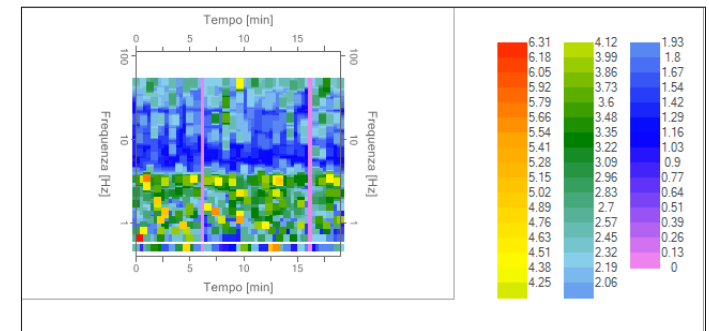 Tempo [min]
0 5 10 15
100 100
Frequenza [Hz] Frequenza [Hz]
10 10
1 1
0 5 10 15
Tempo [min]
6.31 4.12 1.93
6.18 3.99 1.8
6.05 3.86 1.67
5.92 3.73 1.54
5.79 3.6 1.42
5.66 3.48 1.29
5.54 3.35 1.16
5.41 3.22 1.03
5.28 3.09 0.9
5.15 2.96 0.77
5.02 2.83 0.64
4.89 2.7 0.51
4.76 2.57 0.39
4.63 2.45 0.26
4.51 2.32 0.13
4.38 2.19 0
4.25 2.06